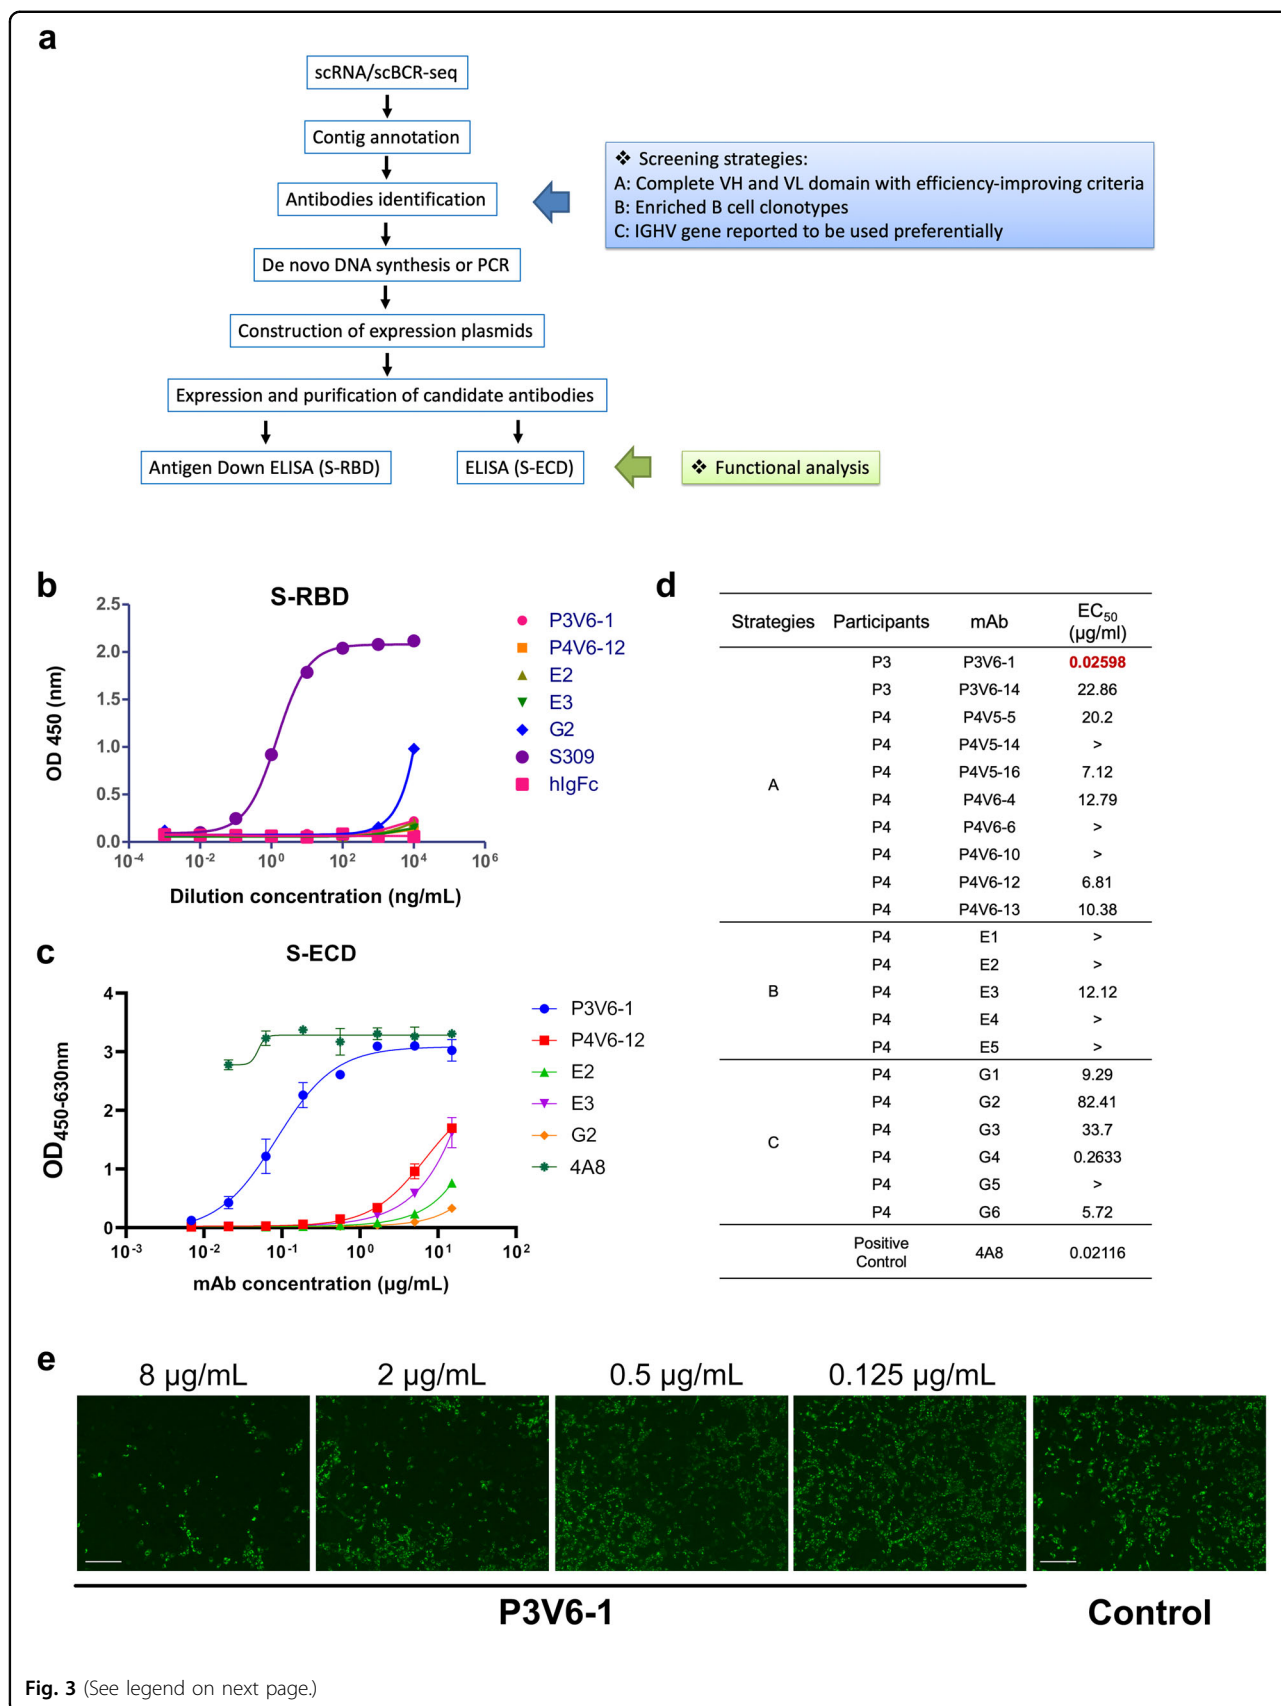 a
scRNA/scBCR-seq
Contig annotation
Antibodies identification
De novo DNA synthesis or PCR
Construction of expression plasmids
Expression and purification of candidate antibodies
Antigen Down ELISA (S-RBD)
ELISA (S-ECD)
❖ Screening strategies:
A: Complete VH and VL domain with efficiency-improving criteria
B: Enriched B cell clonotypes
C: IGHV gene reported to be used preferentially
❖ Functional analysis
b
S-RBD
OD 450 (nm)
2.5
2.0
1.5
1.0
0.5
0.0
10⁻⁴ 10⁻² 10⁰ 10² 10⁴ 10⁶
Dilution concentration (ng/mL)
P3V6-1
P4V6-12
E2
E3
G2
S309
hIgFc
c
S-ECD
OD450-630nm
4
3
2
1
0
10⁻³ 10⁻² 10⁻¹ 10⁰ 10¹ 10²
mAb concentration (µg/mL)
P3V6-1
P4V6-12
E2
E3
G2
4A8
d
Strategies Participants mAb EC₅₀ (µg/ml)
A
P3 P3V6-1 0.02598
P3 P3V6-14 22.86
P4 P4V5-5 20.2
P4 P4V5-14 >
P4 P4V5-16 7.12
P4 P4V6-4 12.79
P4 P4V6-6 >
P4 P4V6-10 >
P4 P4V6-12 6.81
P4 P4V6-13 10.38
B
P4 E1 >
P4 E2 >
P4 E3 12.12
P4 E4 >
P4 E5 >
C
P4 G1 9.29
P4 G2 82.41
P4 G3 33.7
P4 G4 0.2633
P4 G5 >
P4 G6 5.72
Positive Control 4A8 0.02116
e
8 µg/mL 2 µg/mL 0.5 µg/mL 0.125 µg/mL
P3V6-1 Control
Fig. 3 (See legend on next page.)